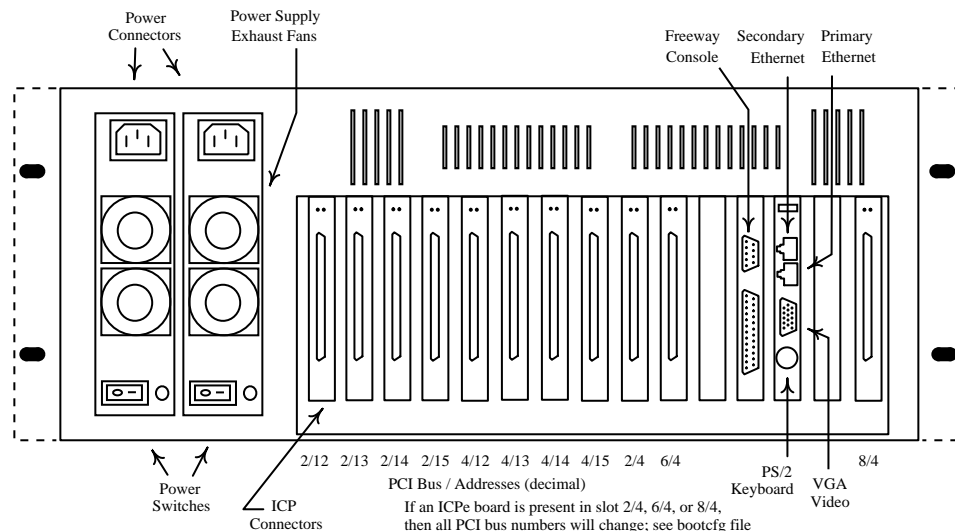 Power
Connectors
Power Supply
Exhaust Fans
Freeway
Console
Secondary
Ethernet
Primary
Ethernet
2/12 2/13 2/14 2/15 4/12 4/13 4/14 4/15 2/4 6/4 8/4
PCI Bus / Addresses (decimal)
Power
Switches
ICP
Connectors
If an ICPe board is present in slot 2/4, 6/4, or 8/4,
then all PCI bus numbers will change; see bootcfg file
PS/2
Keyboard
VGA
Video